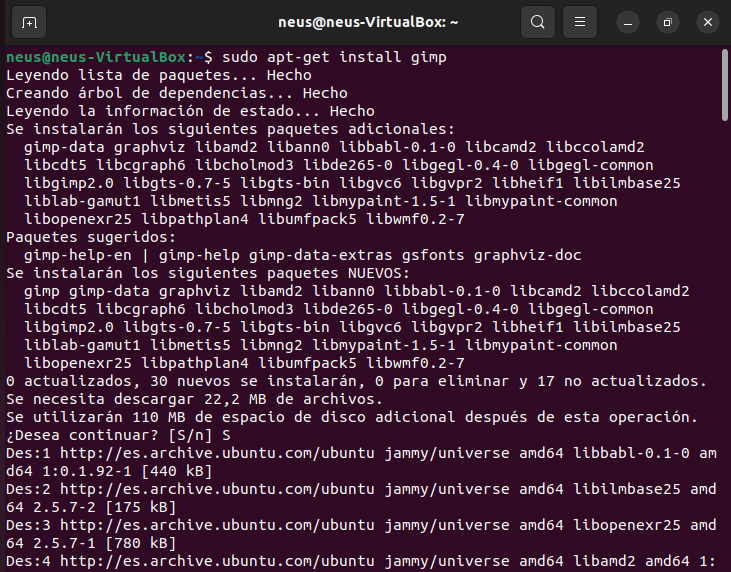 neus@neus-VirtualBox: ~
neus@neus-VirtualBox:~$ sudo apt-get install gimp
Leyendo lista de paquetes... Hecho
Creando árbol de dependencias... Hecho
Leyendo la información de estado... Hecho
Se instalarán los siguientes paquetes adicionales:
  gimp-data graphviz libamd2 libann0 libbabl-0.1-0 libcamd2 libccolamd2
  libcdt5 libcgraph6 libcholmod3 libde265-0 libgegl-0.4-0 libgegl-common
  libgimp2.0 libgts-0.7-5 libgts-bin libgvc6 libgvpr2 libheif1 libilmbase25
  liblab-gamut1 libmetis5 libmng2 libmypaint-1.5-1 libmypaint-common
  libopenexr25 libpathplan4 libumfpack5 libwmf0.2-7
Paquetes sugeridos:
  gimp-help-en | gimp-help gimp-data-extras gsfonts graphviz-doc
Se instalarán los siguientes paquetes NUEVOS:
  gimp gimp-data graphviz libamd2 libann0 libbabl-0.1-0 libcamd2 libccolamd2
  libcdt5 libcgraph6 libcholmod3 libde265-0 libgegl-0.4-0 libgegl-common
  libgimp2.0 libgts-0.7-5 libgts-bin libgvc6 libgvpr2 libheif1 libilmbase25
  liblab-gamut1 libmetis5 libmng2 libmypaint-1.5-1 libmypaint-common
  libopenexr25 libpathplan4 libumfpack5 libwmf0.2-7
0 actualizados, 30 nuevos se instalarán, 0 para eliminar y 17 no actualizados.
Se necesita descargar 22,2 MB de archivos.
Se utilizarán 110 MB de espacio de disco adicional después de esta operación.
¿Desea continuar? [S/n] S
Des:1 http://es.archive.ubuntu.com/ubuntu jammy/universe amd64 libbabl-0.1-0 am
d64 1:0.1.92-1 [440 kB]
Des:2 http://es.archive.ubuntu.com/ubuntu jammy/universe amd64 libilmbase25 amd
64 2.5.7-2 [175 kB]
Des:3 http://es.archive.ubuntu.com/ubuntu jammy/universe amd64 libopenexr25 amd
64 2.5.7-1 [780 kB]
Des:4 http://es.archive.ubuntu.com/ubuntu jammy/universe amd64 libamd2 amd64 1: